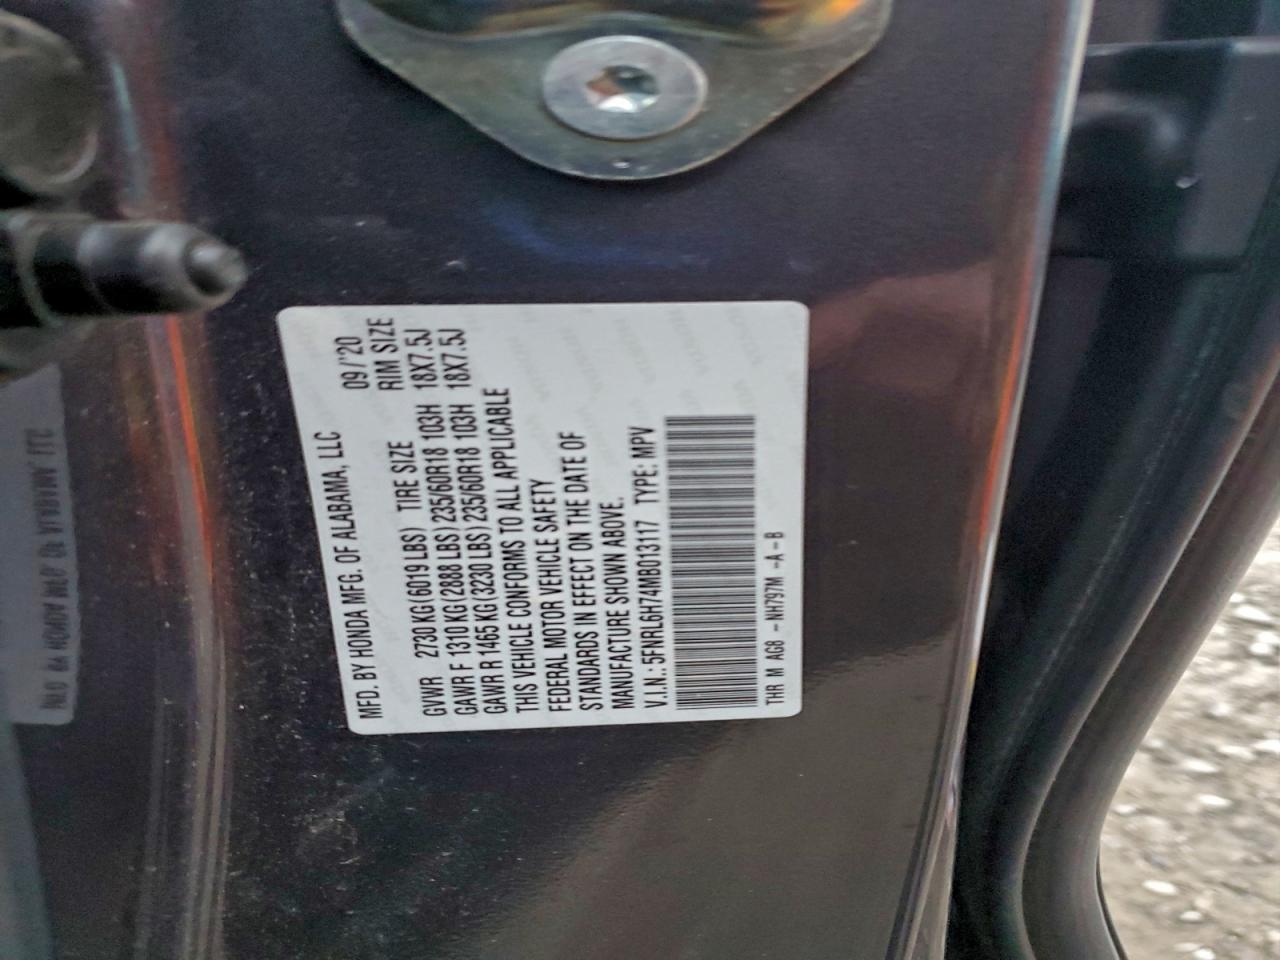 MFD. BY HONDA MFG. OF ALABAMA, LLC 09/'20
GVWR 2730 KG (6019 LBS) TIRE SIZE RIM SIZE
GAWR F 1310 KG (2888 LBS) 235/60R18 103H 18X7.5J
GAWR R 1465 KG (3230 LBS) 235/60R18 103H 18X7.5J
THIS VEHICLE CONFORMS TO ALL APPLICABLE
FEDERAL MOTOR VEHICLE SAFETY
STANDARDS IN EFFECT ON THE DATE OF
MANUFACTURE SHOWN ABOVE.
V.I.N.: 5FNRL6H74MB013117 TYPE: MPV
THR M AG8 -NH797M -A-B